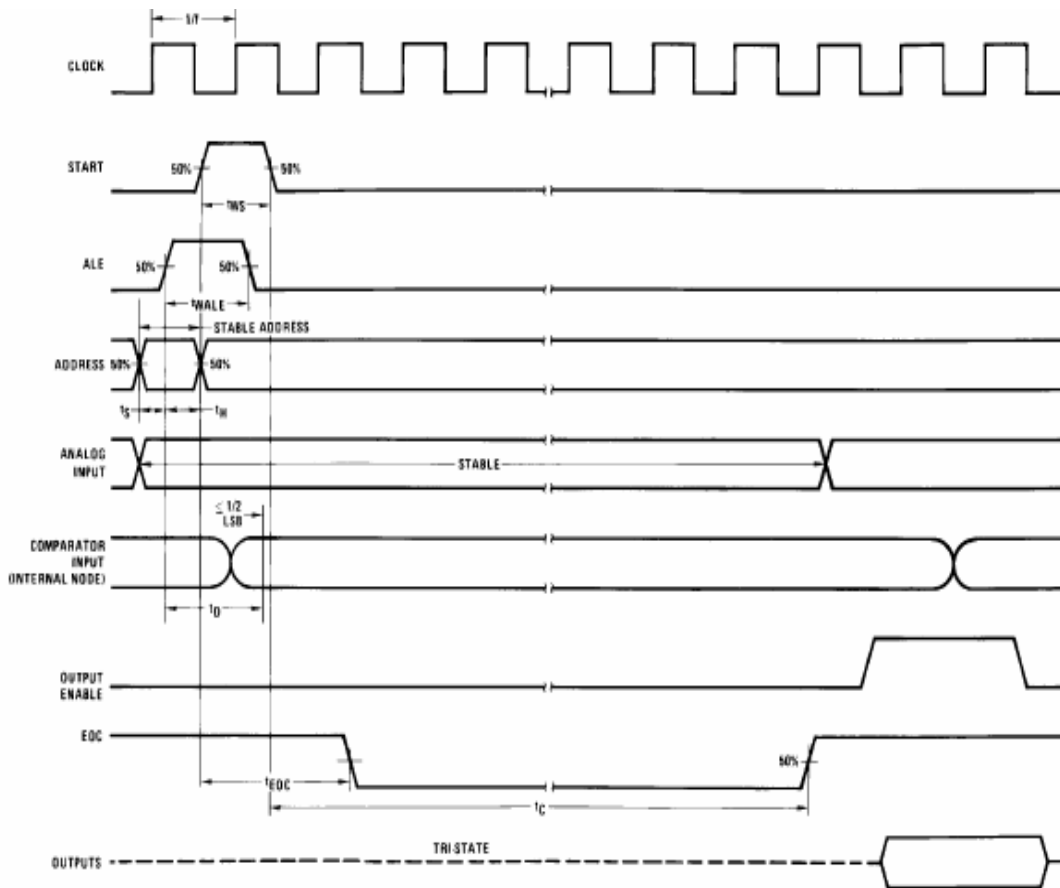 1/f
CLOCK
START
50%
50%
tWS
ALE
50%
50%
tWALE
STABLE ADDRESS
ADDRESS
50%
50%
tS
tH
ANALOG
INPUT
STABLE
≤ 1/2
LSB
COMPARATOR
INPUT
(INTERNAL NODE)
tD
OUTPUT
ENABLE
EOC
50%
tEOC
tC
TRI-STATE
OUTPUTS